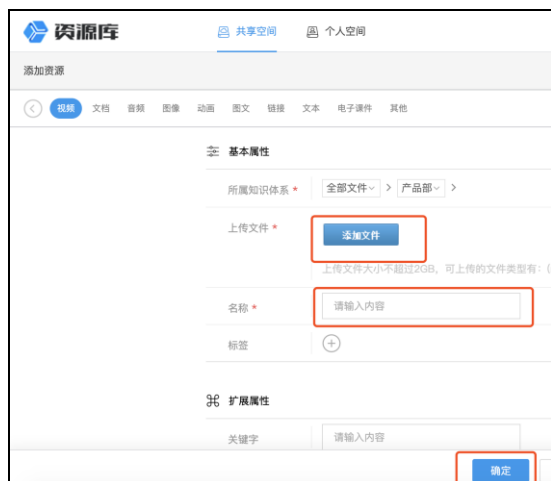 资源库 共享空间 个人空间
添加资源
视频 文档 音频 图像 动画 图文 链接 文本 电子课件 其他
基本属性
所属知识体系 * 全部文件 > 产品部 >
上传文件 * 添加文件
上传文件大小不超过2GB，可上传的文件类型有：(
名称 * 请输入内容
标签
扩展属性
关键字 请输入内容
确定